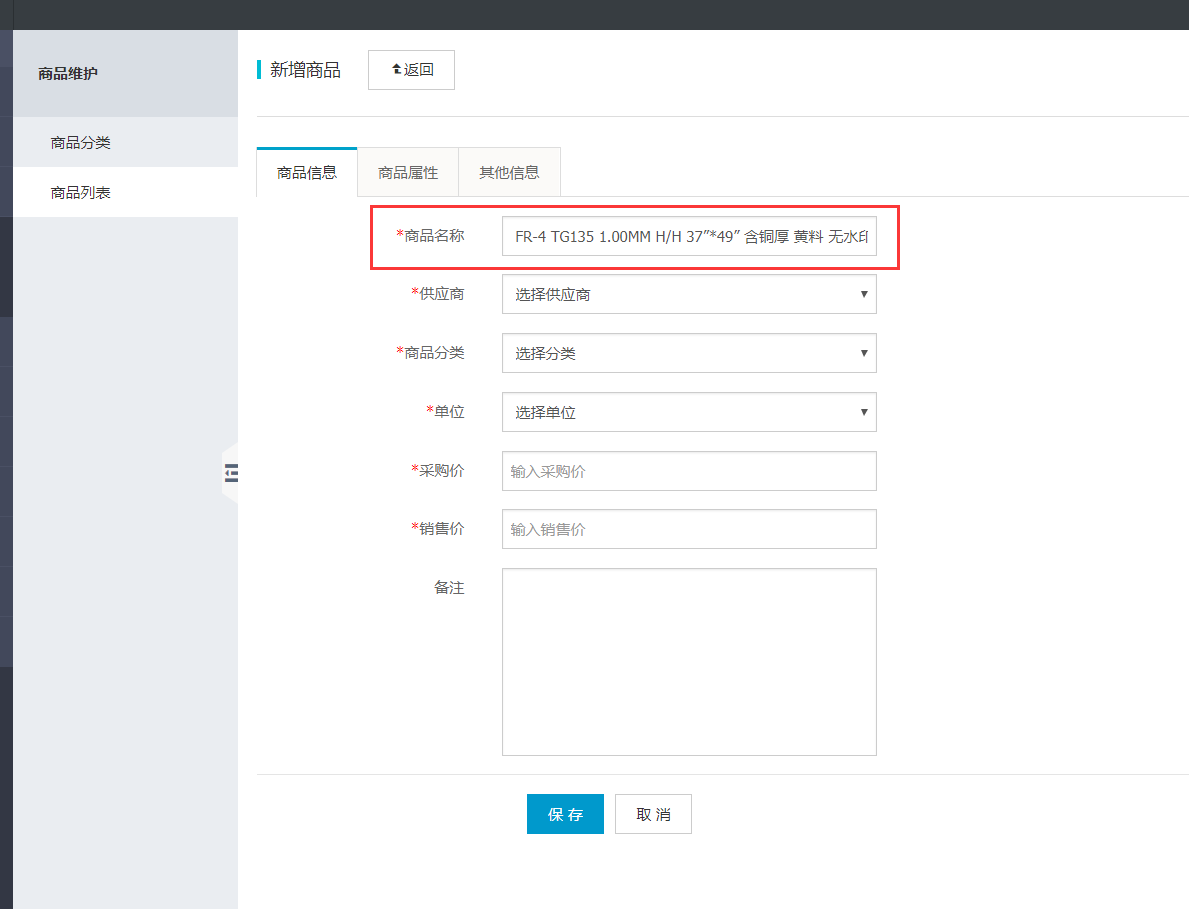 商品维护
商品分类
商品列表
新增商品
返回
商品信息
商品属性
其他信息
*商品名称
FR-4 TG135 1.00MM H/H 37”*49” 含铜厚 黄料 无水印
*供应商
选择供应商
*商品分类
选择分类
*单位
选择单位
*采购价
输入采购价
*销售价
输入销售价
备注
保 存
取 消